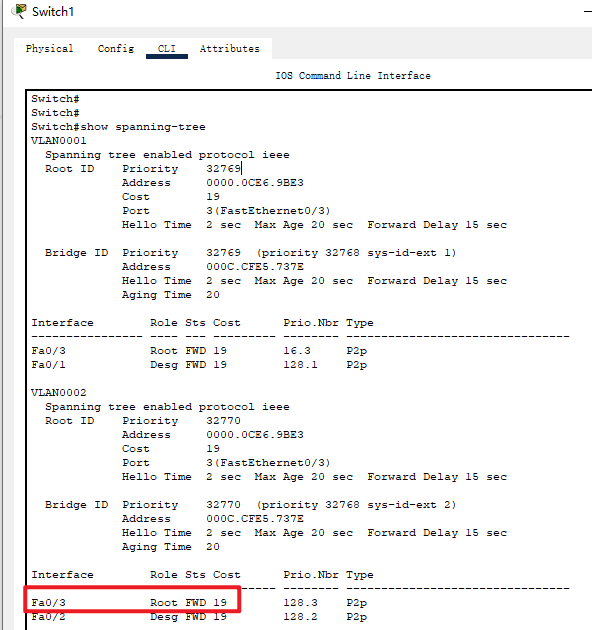 Switch1
Physical Config CLI Attributes
IOS Command Line Interface
Switch#
Switch#
Switch#show spanning-tree
VLAN0001
  Spanning tree enabled protocol ieee
  Root ID    Priority    32769
             Address     0000.0CE6.9BE3
             Cost        19
             Port        3(FastEthernet0/3)
             Hello Time  2 sec  Max Age 20 sec  Forward Delay 15 sec
  Bridge ID  Priority    32769  (priority 32768 sys-id-ext 1)
             Address     000C.CFE5.737E
             Hello Time  2 sec  Max Age 20 sec  Forward Delay 15 sec
             Aging Time  20
Interface        Role Sts Cost      Prio.Nbr Type
---------------- ---- --- --------- -------- --------------------------------
Fa0/3            Root FWD 19        16.3     P2p
Fa0/1            Desg FWD 19        128.1    P2p
VLAN0002
  Spanning tree enabled protocol ieee
  Root ID    Priority    32770
             Address     0000.0CE6.9BE3
             Cost        19
             Port        3(FastEthernet0/3)
             Hello Time  2 sec  Max Age 20 sec  Forward Delay 15 sec
  Bridge ID  Priority    32770  (priority 32768 sys-id-ext 2)
             Address     000C.CFE5.737E
             Hello Time  2 sec  Max Age 20 sec  Forward Delay 15 sec
             Aging Time  20
Interface        Role Sts Cost      Prio.Nbr Type
---------------- ---- --- --------- -------- --------------------------------
Fa0/3            Root FWD 19        128.3    P2p
Fa0/2            Desg FWD 19        128.2    P2p